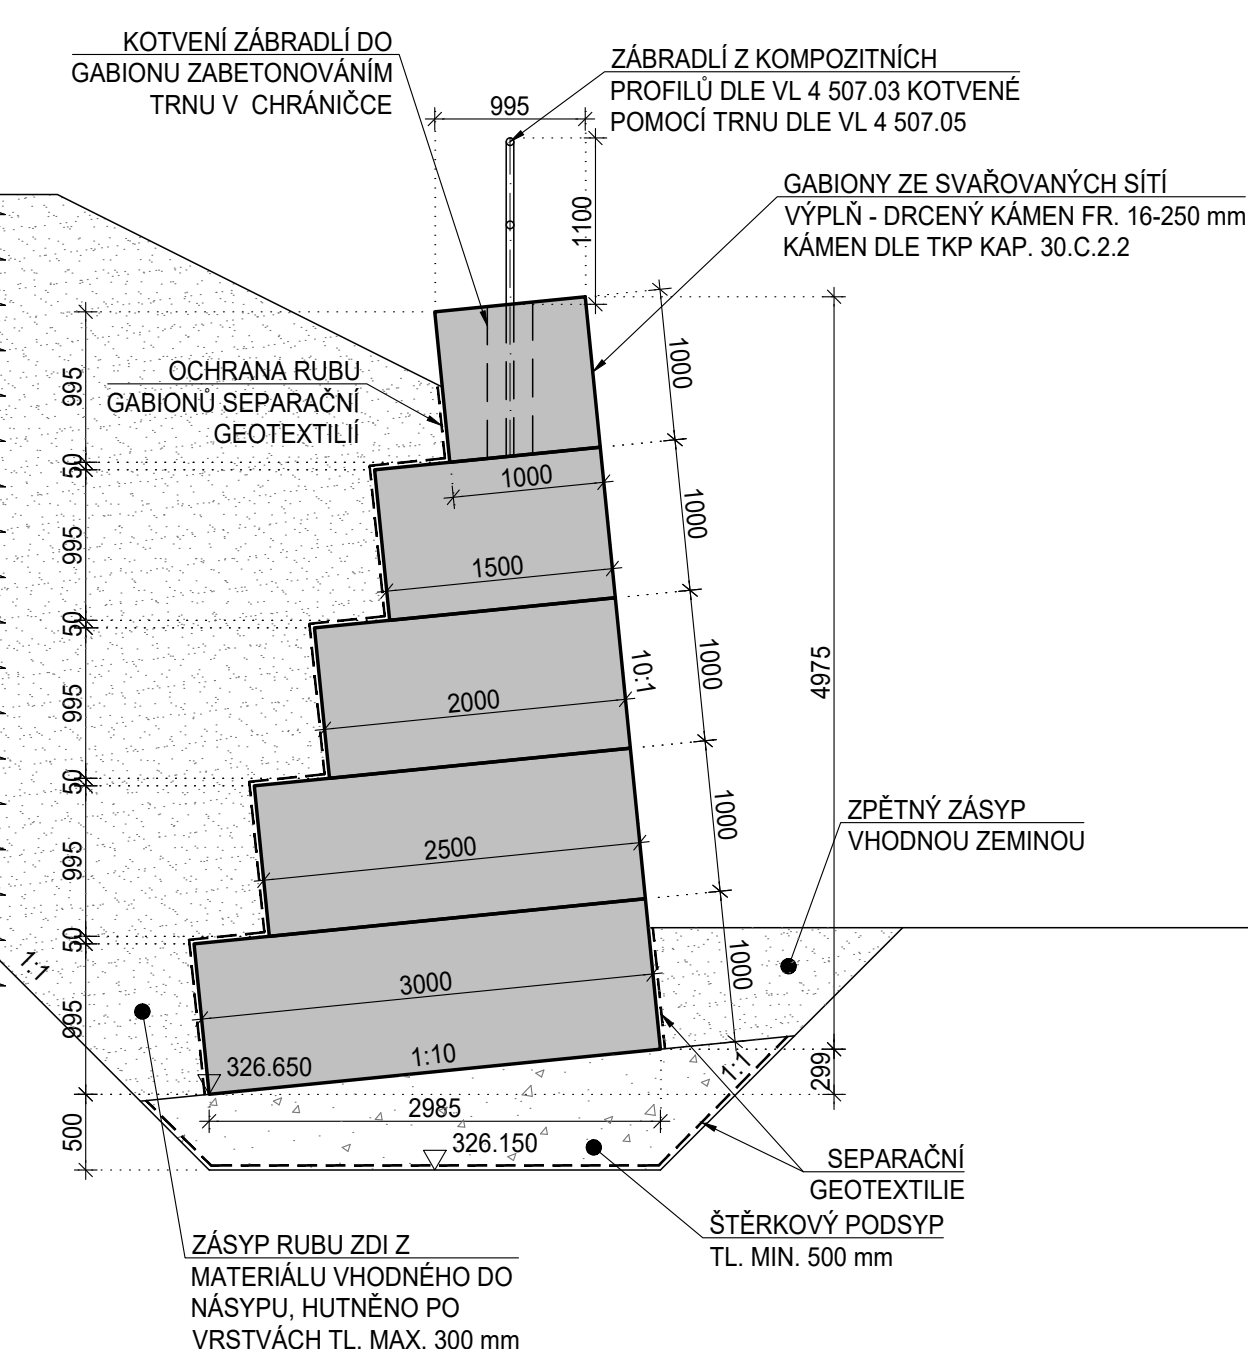 KOTVENÍ ZÁBRADLÍ DO
GABIONU ZABETONOVÁNÍM
TRNU V CHRÁNIČCE
995
ZÁBRADLÍ Z KOMPOZITNÍCH
PROFILŮ DLE VL 4 507.03 KOTVENÉ
POMOCÍ TRNU DLE VL 4 507.05
1100
GABIONY ZE SVAŘOVANÝCH SÍTÍ
VÝPLŇ - DRCENÝ KÁMEN FR. 16-250 mm
KÁMEN DLE TKP KAP. 30.C.2.2
OCHRANA RUBU
GABIONŮ SEPARAČNÍ
GEOTEXTILIÍ
995
50
995
50
995
50
995
50
995
500
1000
1500
2000
2500
3000
10:1
1:10
1000
1000
1000
1000
1000
4975
299
ZPĚTNÝ ZÁSYP
VHODNOU ZEMINOU
1:1
1:1
326.650
2985
326.150
SEPARAČNÍ
GEOTEXTILIE
ŠTĚRKOVÝ PODSYP
TL. MIN. 500 mm
ZÁSYP RUBU ZDI Z
MATERIÁLU VHODNÉHO DO
NÁSYPU, HUTNĚNO PO
VRSTVÁCH TL. MAX. 300 mm